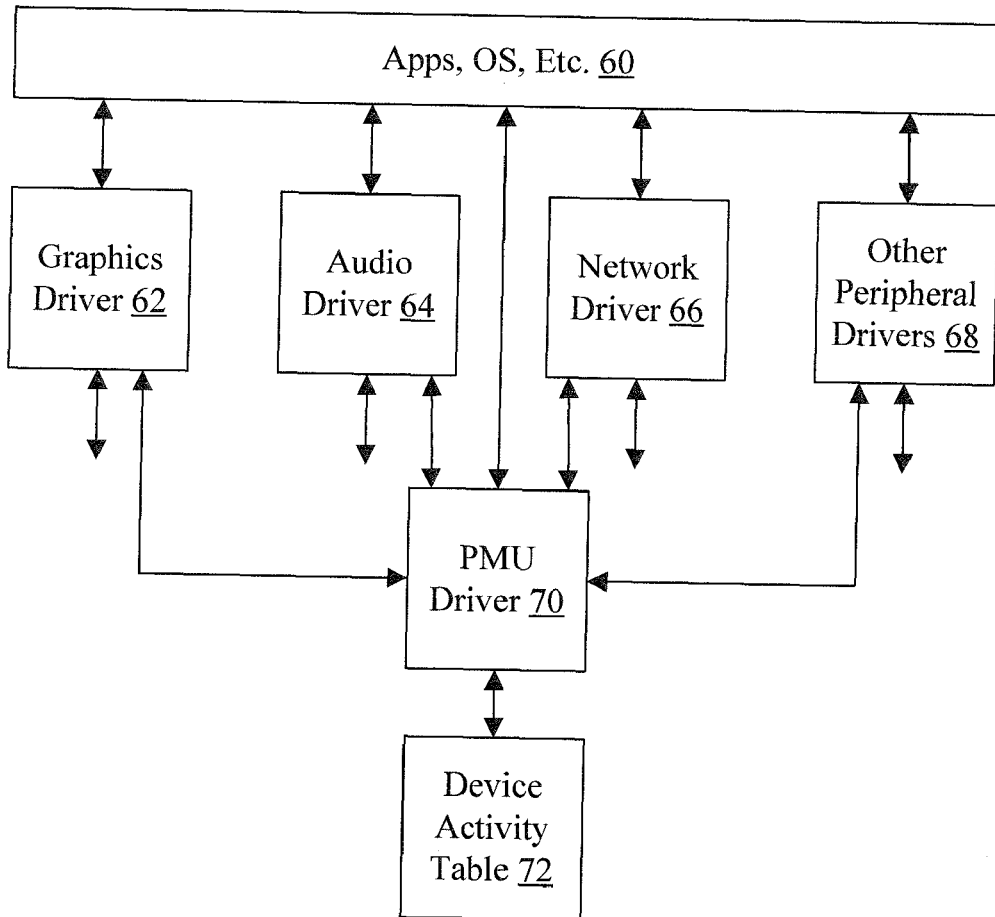 Apps, OS, Etc. 60
Graphics
Driver 62
Audio
Driver 64
Network
Driver 66
Other
Peripheral
Drivers 68
PMU
Driver 70
Device
Activity
Table 72